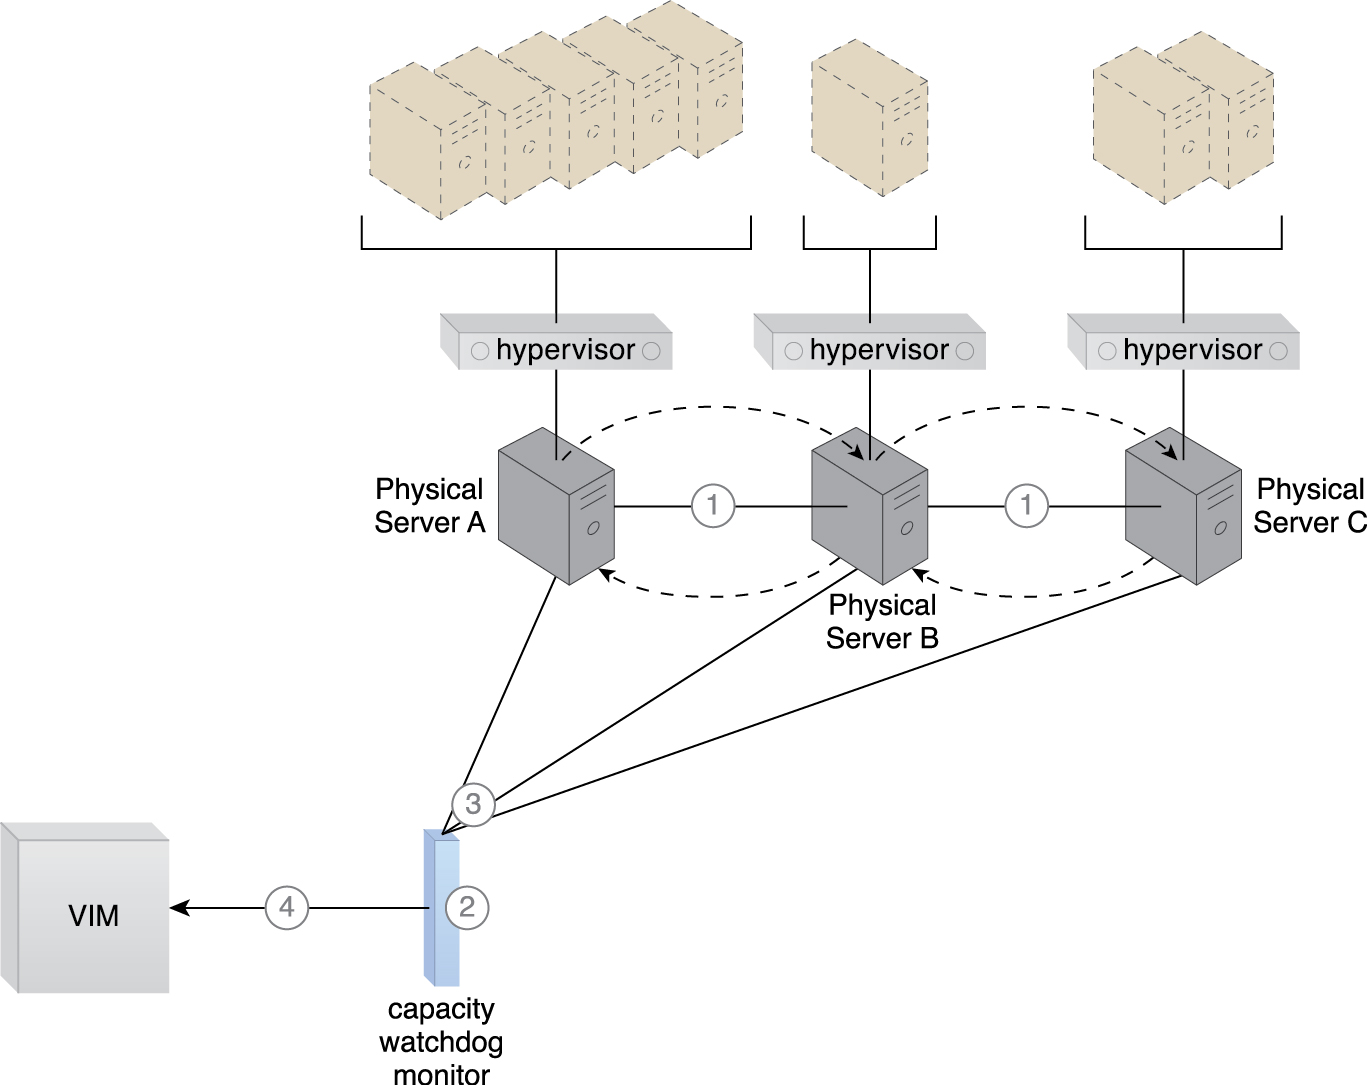 hypervisor
hypervisor
hypervisor
Physical
Server A
1
1
Physical
Server C
Physical
Server B
3
VIM
4
2
capacity
watchdog
monitor